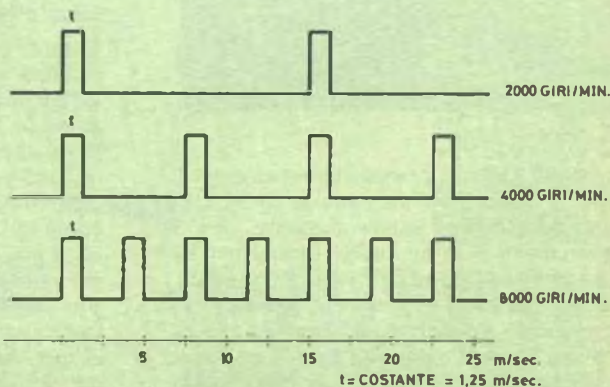 t
2000 GIRI/MIN.
t
4000 GIRI/MIN.
t
8000 GIRI/MIN.
5 10 15 20 25 m/sec.
t= COSTANTE = 1,25 m/sec.